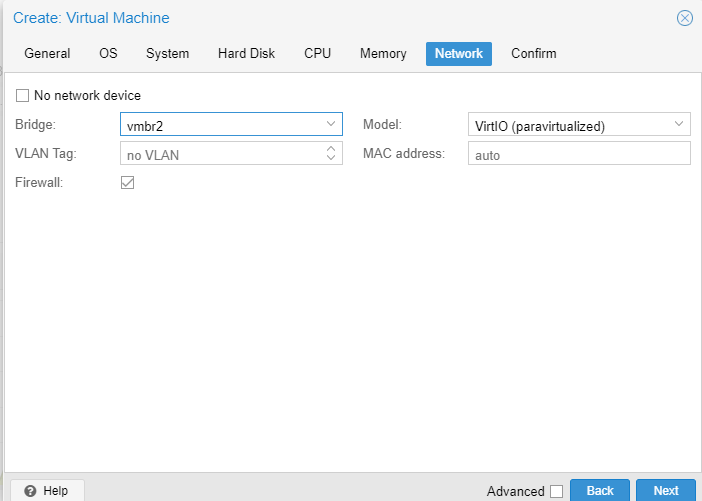 Create: Virtual Machine
General OS System Hard Disk CPU Memory Network Confirm
No network device
Bridge: vmbr2 Model: VirtIO (paravirtualized)
VLAN Tag: no VLAN MAC address: auto
Firewall:
Help Advanced Back Next